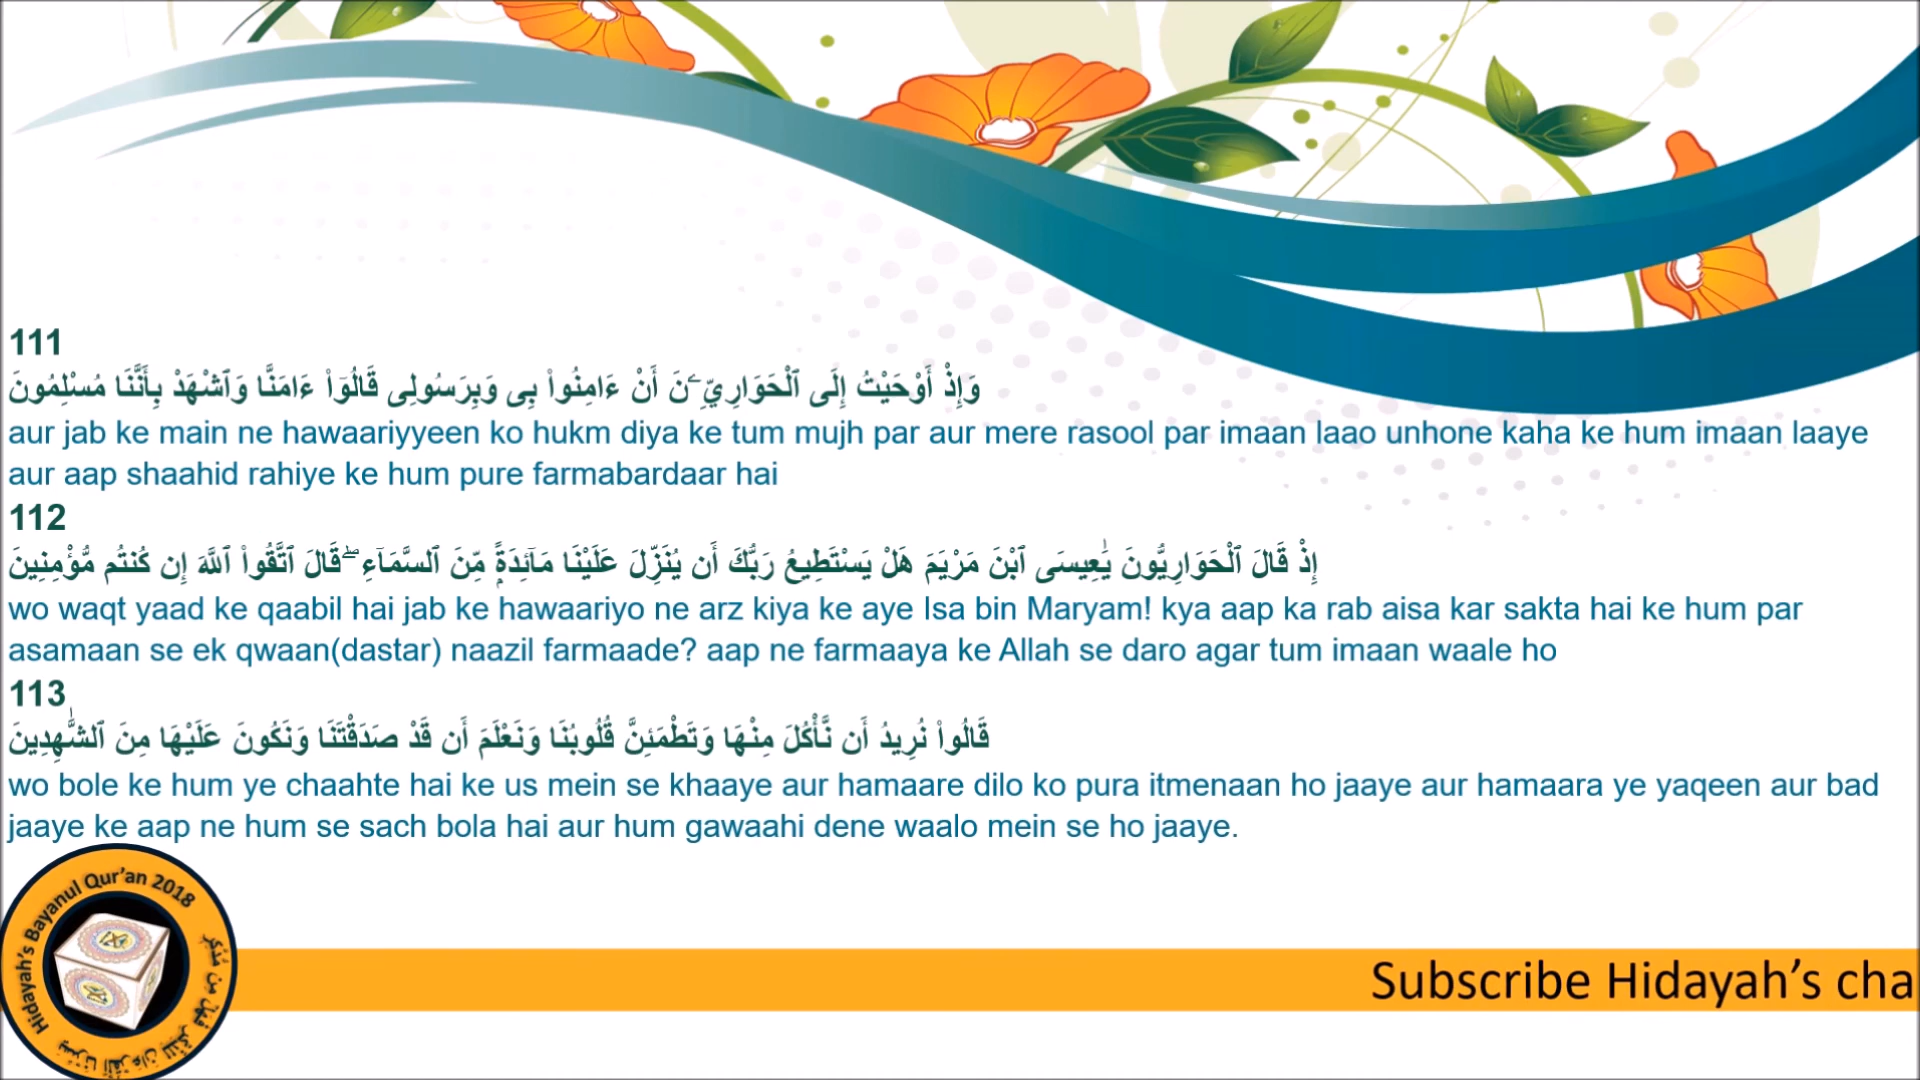 111
وَإِذْ أَوْحَيْتُ إِلَى ٱلْحَوَارِيِّـۧنَ أَنْ ءَامِنُوا۟ بِى وَبِرَسُولِى قَالُوٓا۟ ءَامَنَّا وَٱشْهَدْ بِأَنَّنَا مُسْلِمُونَ
aur jab ke main ne hawaariyyeen ko hukm diya ke tum mujh par aur mere rasool par imaan laao unhone kaha ke hum imaan laaye
aur aap shaahid rahiye ke hum pure farmabardaar hai
112
إِذْ قَالَ ٱلْحَوَارِيُّونَ يَٰعِيسَى ٱبْنَ مَرْيَمَ هَلْ يَسْتَطِيعُ رَبُّكَ أَن يُنَزِّلَ عَلَيْنَا مَآئِدَةً مِّنَ ٱلسَّمَآءِ ۖ قَالَ ٱتَّقُوا۟ ٱللَّهَ إِن كُنتُم مُّؤْمِنِينَ
wo waqt yaad ke qaabil hai jab ke hawaariyo ne arz kiya ke aye Isa bin Maryam! kya aap ka rab aisa kar sakta hai ke hum par
asamaan se ek qwaan(dastar) naazil farmaade? aap ne farmaaya ke Allah se daro agar tum imaan waale ho
113
قَالُوا۟ نُرِيدُ أَن نَّأْكُلَ مِنْهَا وَتَطْمَئِنَّ قُلُوبُنَا وَنَعْلَمَ أَن قَدْ صَدَقْتَنَا وَنَكُونَ عَلَيْهَا مِنَ ٱلشَّٰهِدِينَ
wo bole ke hum ye chaahte hai ke us mein se khaaye aur hamaare dilo ko pura itmenaan ho jaaye aur hamaara ye yaqeen aur bad
jaaye ke aap ne hum se sach bola hai aur hum gawaahi dene waalo mein se ho jaaye.
Hidayah's Bayanul Qur'an 2018
يَسَّرْنَا ٱلْقُرْءَانَ لِلذِّكْرِ فَهَلْ مِن مُّدَّكِرٍ
Subscribe Hidayah's cha